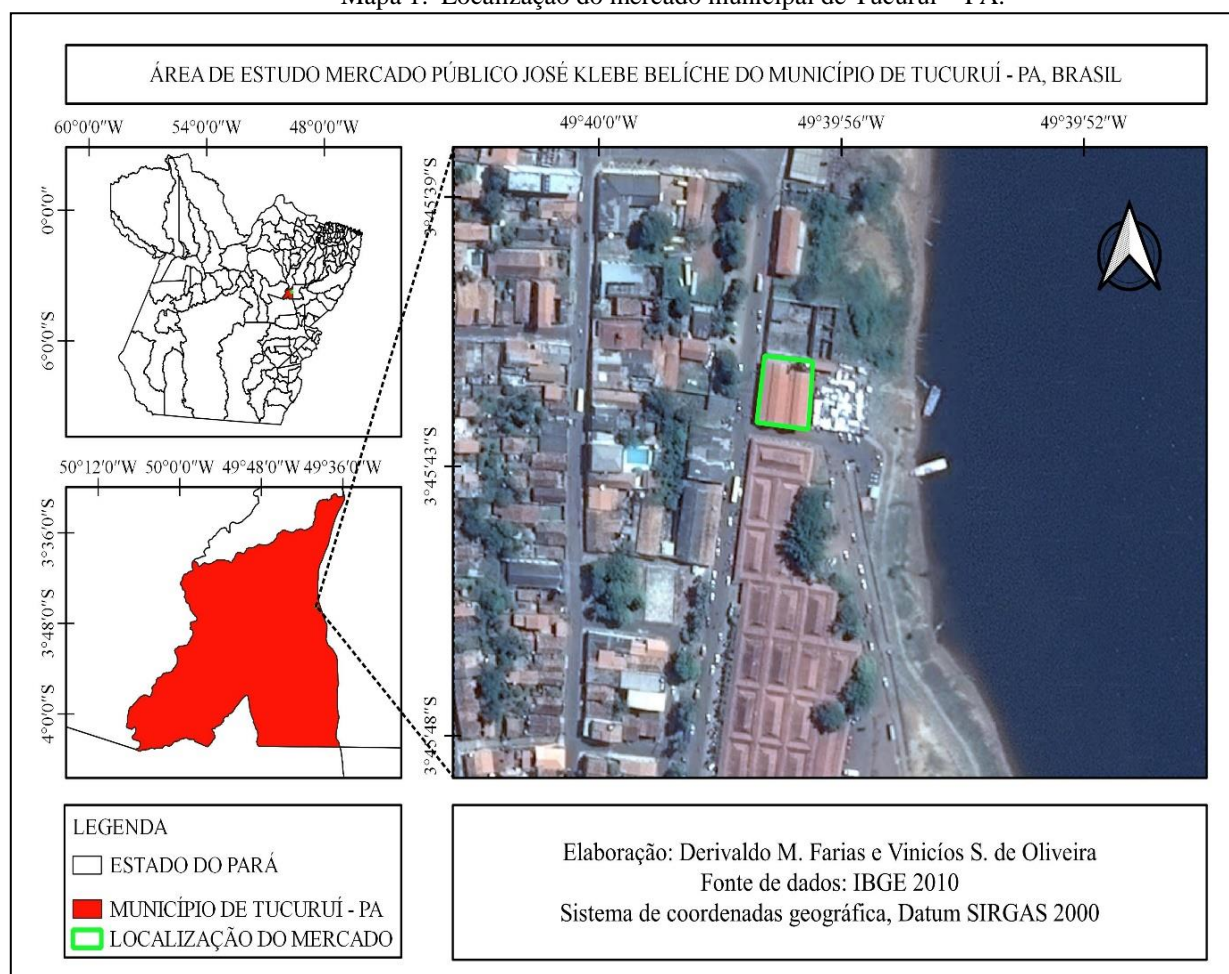 Mapa 1: Localização do mercado municipal de Tucuruí – PA.
ÁREA DE ESTUDO MERCADO PÚBLICO JOSÉ KLEBE BELÍCHE DO MUNICÍPIO DE TUCURUÍ - PA, BRASIL
60°0'0"W 54°0'0"W 48°0'0"W
0°0'0"
6°0'0"S
50°12'0"W 50°0'0"W 49°48'0"W 49°36'0"W
3°36'0"S
3°48'0"S
4°0'0"S
49°40'0"W 49°39'56"W 49°39'52"W
3°45'39"S
3°45'43"S
3°45'48"S
LEGENDA
ESTADO DO PARÁ
MUNICÍPIO DE TUCURUÍ - PA
LOCALIZAÇÃO DO MERCADO
Elaboração: Derivaldo M. Farias e Vinicíos S. de Oliveira
Fonte de dados: IBGE 2010
Sistema de coordenadas geográfica, Datum SIRGAS 2000